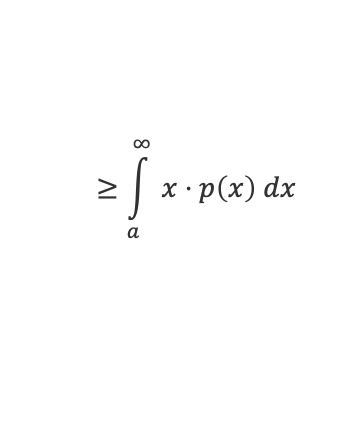 ≥ ∫_a^∞ x · p(x) dx